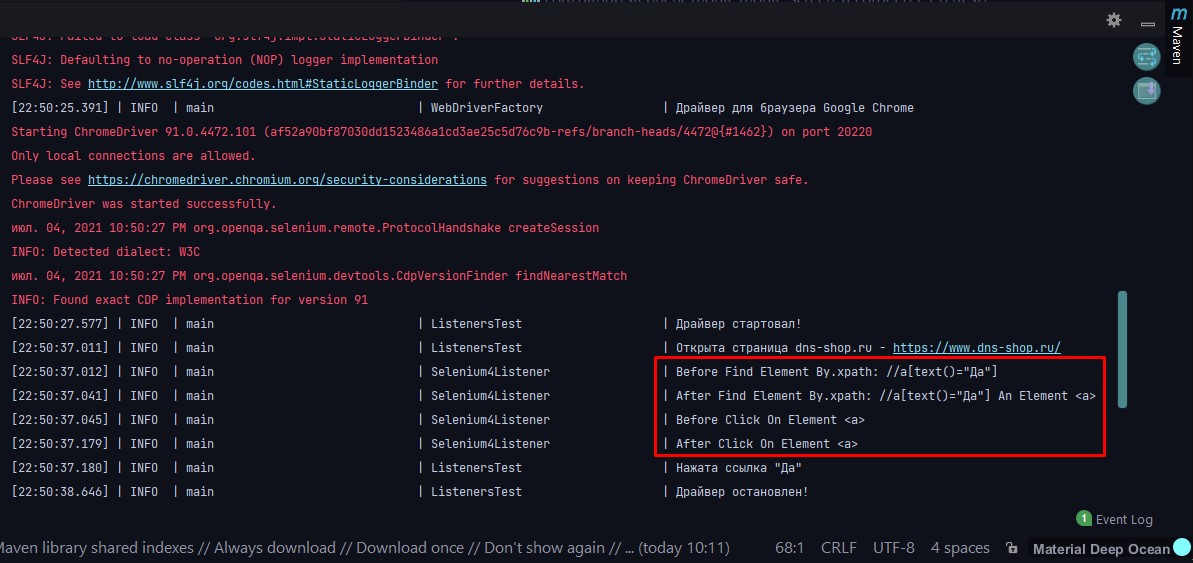 m
Maven
SLF4J: Failed to load class "org.slf4j.impl.StaticLoggerBinder".
SLF4J: Defaulting to no-operation (NOP) logger implementation
SLF4J: See http://www.slf4j.org/codes.html#StaticLoggerBinder for further details.
[22:50:25.391] | INFO | main | WebDriverFactory | Драйвер для браузера Google Chrome
Starting ChromeDriver 91.0.4472.101 (af52a90bf87030dd1523486a1cd3ae25c5d76c9b-refs/branch-heads/4472@{#1462}) on port 20220
Only local connections are allowed.
Please see https://chromedriver.chromium.org/security-considerations for suggestions on keeping ChromeDriver safe.
ChromeDriver was started successfully.
июл. 04, 2021 10:50:27 PM org.openqa.selenium.remote.ProtocolHandshake createSession
INFO: Detected dialect: W3C
июл. 04, 2021 10:50:27 PM org.openqa.selenium.devtools.CdpVersionFinder findNearestMatch
INFO: Found exact CDP implementation for version 91
[22:50:27.577] | INFO | main | ListenersTest | Драйвер стартовал!
[22:50:37.011] | INFO | main | ListenersTest | Открыта страница dns-shop.ru - https://www.dns-shop.ru/
[22:50:37.012] | INFO | main | Selenium4Listener | Before Find Element By.xpath: //a[text()="Да"]
[22:50:37.041] | INFO | main | Selenium4Listener | After Find Element By.xpath: //a[text()="Да"] An Element <a>
[22:50:37.045] | INFO | main | Selenium4Listener | Before Click On Element <a>
[22:50:37.179] | INFO | main | Selenium4Listener | After Click On Element <a>
[22:50:37.180] | INFO | main | ListenersTest | Нажата ссылка "Да"
[22:50:38.646] | INFO | main | ListenersTest | Драйвер остановлен!
1 Event Log
Maven library shared indexes // Always download // Download once // Don't show again // ... (today 10:11) 68:1 CRLF UTF-8 4 spaces Material Deep Ocean